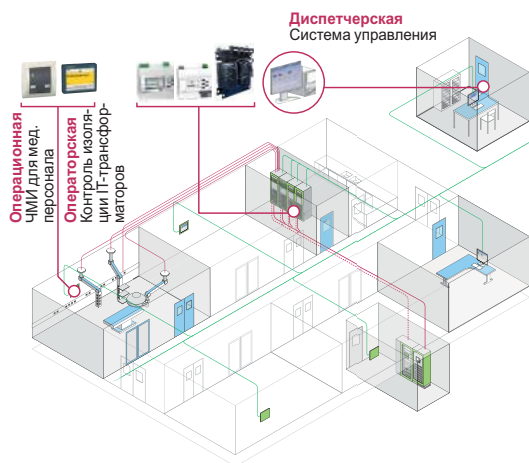 Диспетчерская
Система управления
Операционная
ЧМИ для мед.
персонала
Операторская
Контроль изоля-
ции IT-трансфор-
маторов